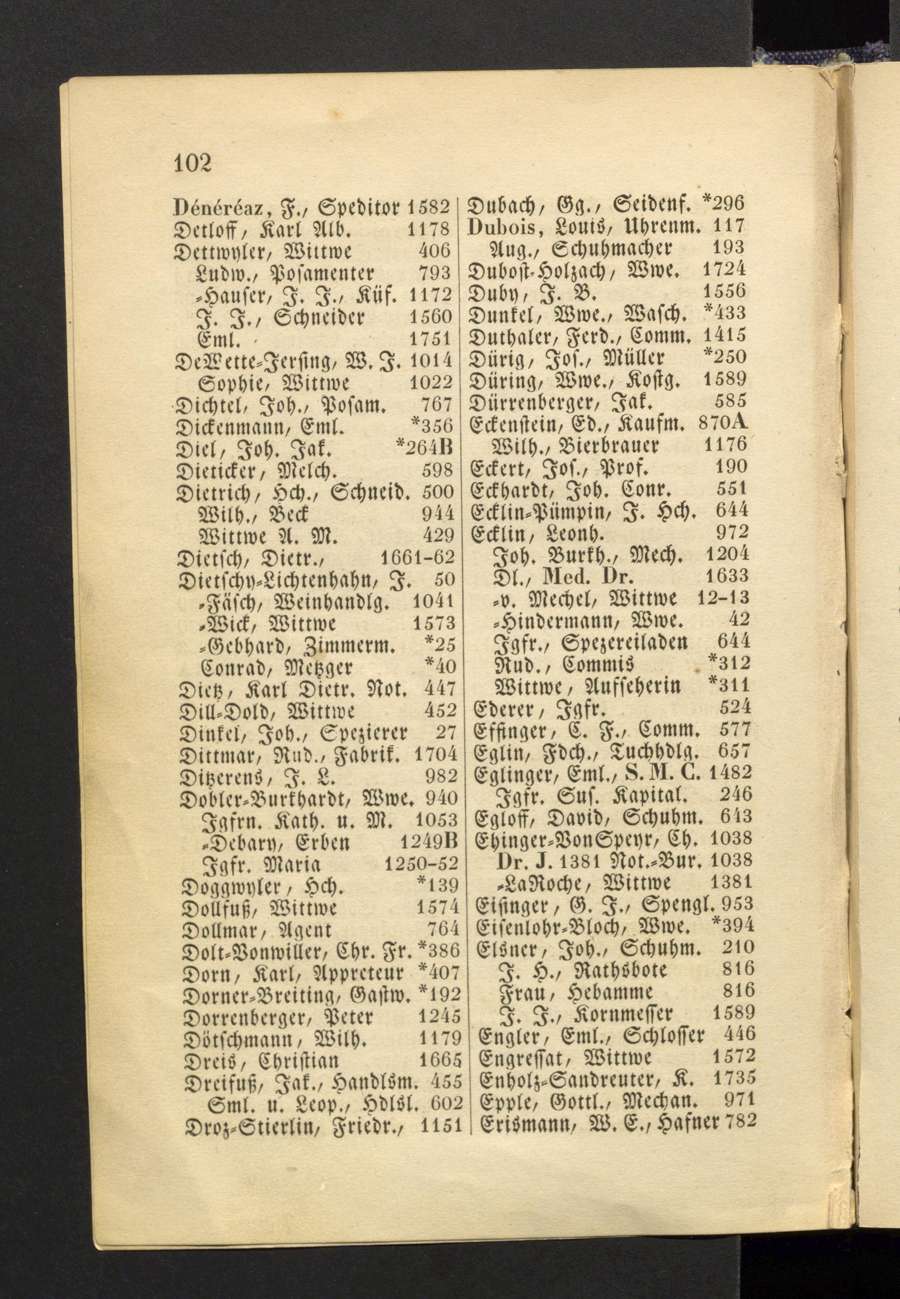 102
Dénéréaz, F., Speditor 1582
Detloff, Karl Alb. 1178
Dettwyler, Wittwe 406
Ludw., Posamenter 793
-Hauser, J. J., Küf. 1172
J. J., Schneider 1560
Eml. 1751
DeWette-Jersing, W. J. 1014
Sophie, Wittwe 1022
Dichtel, Joh., Posam. 767
Dickenmann, Eml. *356
Diel, Joh. Jak. *264B
Dieticker, Melch. 598
Dietrich, Hch., Schneid. 500
Wilh., Beck 944
Wittwe A. M. 429
Dietsch, Dietr., 1661-62
Dietschy-Lichtenhahn, J. 50
-Fäsch, Weinhandlg. 1041
-Wick, Wittwe 1573
-Gebhard, Zimmerm. *25
Conrad, Metzger *40
Dietz, Karl Dietr. Not. 447
Dill-Dold, Wittwe 452
Dinkel, Joh., Spezierer 27
Dittmar, Rud., Fabrik. 1704
Ditzerens, J. L. 982
Dobler-Burkhardt, Wwe. 940
Jgfrn. Kath. u. M. 1053
-Debary, Erben 1249B
Jgfr. Maria 1250-52
Doggwyler, Hch. *139
Dollfuß, Wittwe 1574
Dollmar, Agent 764
Dolt-Vonwiller, Chr. Fr. *386
Dorn, Karl, Appreteur *407
Dorner-Breiting, Gastw. *192
Dorrenberger, Peter 1245
Dötschmann, Wilh. 1179
Dreis, Christian 1665
Dreifuß, Jak., Handlsm. 455
Sml. u. Leop., Hdlsl. 602
Droz-Stierlin, Friedr., 1151
Dubach, Gg., Seidenf. *296
Dubois, Louis, Uhrenm. 117
Aug., Schuhmacher 193
Dubost-Holzach, Wwe. 1724
Duby, J. B. 1556
Dunkel, Wwe., Wasch. *433
Duthaler, Ferd., Comm. 1415
Dürig, Jos., Müller *250
Düring, Wwe., Kostg. 1589
Dürrenberger, Jak. 585
Eckenstein, Ed., Kaufm. 870A
Wilh., Bierbrauer 1176
Eckert, Jos., Prof. 190
Eckhardt, Joh. Conr. 551
Ecklin-Pümpin, J. Hch. 644
Ecklin, Leonh. 972
Joh. Burkh., Mech. 1204
Dl., Med. Dr. 1633
-v. Mechel, Wittwe 12-13
-Hindermann, Wwe. 42
Jgfr., Spezereiladen 644
Rud., Commis *312
Wittwe, Aufseherin *311
Ederer, Jgfr. 524
Effinger, C. F., Comm. 577
Eglin, Fdch., Tuchhdlg. 657
Eglinger, Eml., S. M. C. 1482
Jgfr. Sus. Kapital. 246
Egloff, David, Schuhm. 643
Ehinger-VonSpeyr, Ch. 1038
Dr. J. 1381 Not.-Bur. 1038
-LaRoche, Wittwe 1381
Eisinger, G. J., Spengl. 953
Eisenlohr-Bloch, Wwe. *394
Elsner, Joh., Schuhm. 210
J. H., Rathsbote 816
Frau, Hebamme 816
J. J., Kornmesser 1589
Engler, Eml., Schlosser 446
Engressat, Wittwe 1572
Enholz-Sandreuter, K. 1735
Epple, Gottl., Mechan. 971
Erismann, W. E., Hafner 782